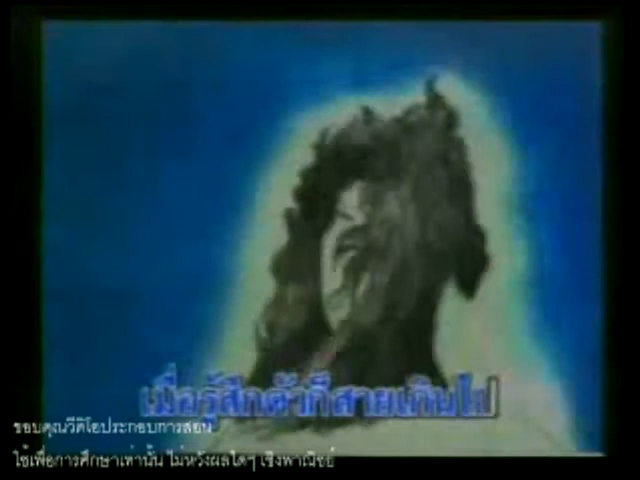 เมื่อรู้สึกตัวก็สายเกินไป
ขอบคุณวีดีโอประกอบการสอน
ใช้เพื่อการศึกษาเท่านั้น ไม่หวังผลใดๆ เชิงพาณิชย์